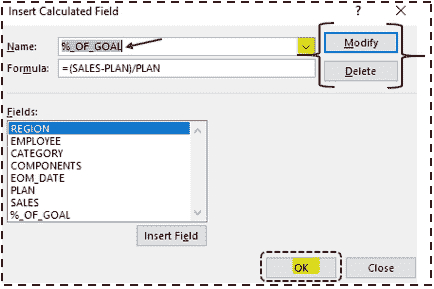 Insert Calculated Field
Name: %_OF_GOAL
Modify
Formula: =(SALES-PLAN)/PLAN
Delete
Fields:
REGION
EMPLOYEE
CATEGORY
COMPONENTS
EOM_DATE
PLAN
SALES
%_OF_GOAL
Insert Field
OK
Close